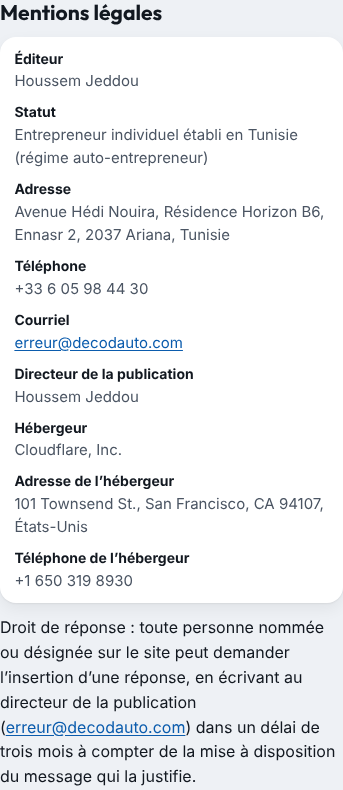 Mentions légales
Éditeur
Houssem Jeddou
Statut
Entrepreneur individuel établi en Tunisie
(régime auto-entrepreneur)
Adresse
Avenue Hédi Nouira, Résidence Horizon B6,
Ennasr 2, 2037 Ariana, Tunisie
Téléphone
+33 6 05 98 44 30
Courriel
erreur@decodauto.com
Directeur de la publication
Houssem Jeddou
Hébergeur
Cloudflare, Inc.
Adresse de l’hébergeur
101 Townsend St., San Francisco, CA 94107,
États-Unis
Téléphone de l’hébergeur
+1 650 319 8930
Droit de réponse : toute personne nommée
ou désignée sur le site peut demander
l’insertion d’une réponse, en écrivant au
directeur de la publication
(erreur@decodauto.com) dans un délai de
trois mois à compter de la mise à disposition
du message qui la justifie.